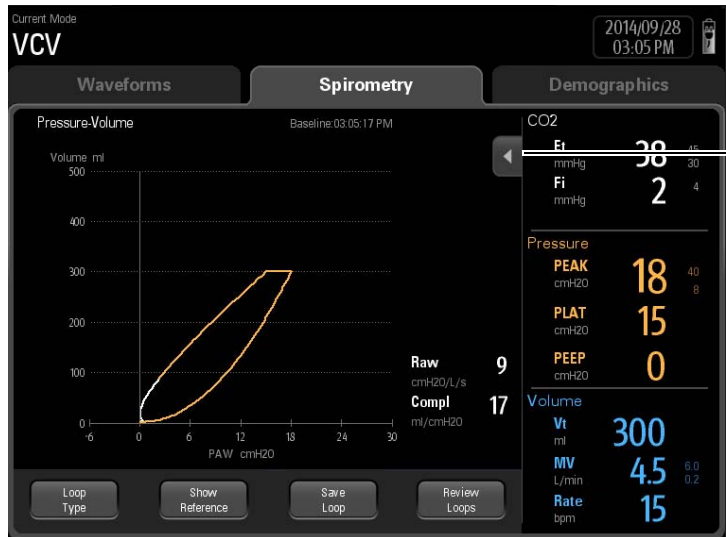 Current Mode
VCV
2014/09/28
03:05 PM
Waveforms
Spirometry
Demographics
Pressure-Volume
Baseline:03:05:17 PM
Volume ml
500
400
300
200
100
0
-6 0 6 12 18 24 30
PAW cmH2O
Raw 9
cmH2O/L/s
Compl 17
ml/cmH2O
CO2
Et 38 45
mmHg 30
Fi 2 4
mmHg
Pressure
PEAK 18 40
cmH2O 8
PLAT 15
cmH2O
PEEP 0
cmH2O
Volume
Vt 300
ml
MV 4.5 6.0
L/min 0.2
Rate 15
bpm
Loop
Type
Show
Reference
Save
Loop
Review
Loops